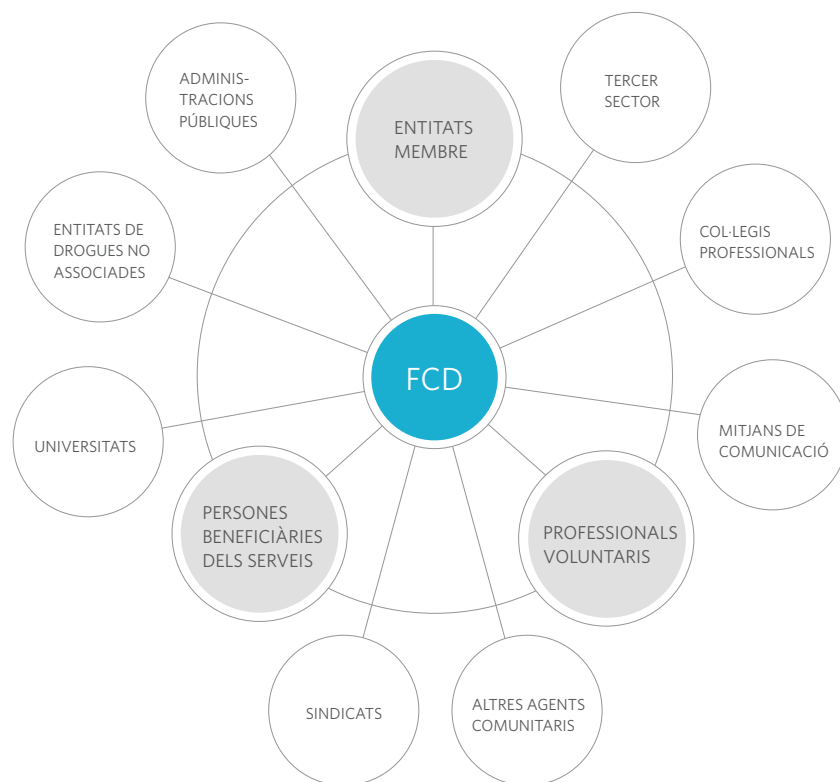 ADMINIS-
TRACIONS
PÚBLIQUES
ENTITATS
MEMBRE
TERCER
SECTOR
ENTITATS DE
DROGUES NO
ASSOCIADES
COL·LEGIS
PROFESSIONALS
FCD
UNIVERSITATS
MITJANS DE
COMUNICACIÓ
PERSONES
BENEFICIÀRIES
DELS SERVEIS
PROFESSIONALS
VOLUNTARIS
SINDICATS
ALTRES AGENTS
COMUNITARIS